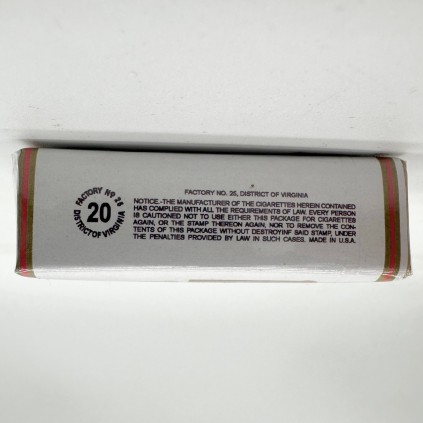 FACTORY Nº 26
20
DISTRICT OF VIRGINIA
FACTORY NO. 25, DISTRICT OF VIRGINIA
NOTICE.-THE MANUFACTURER OF THE CIGARETTES HEREIN CONTAINED
HAS COMPLIED WITH ALL THE REQUIREMENTS OF LAW. EVERY PERSON
IS CAUTIONED NOT TO USE EITHER THIS PACKAGE FOR CIGARETTES
AGAIN, OR THE STAMP THEREON AGAIN, NOR TO REMOVE THE CON-
TENTS OF THIS PACKAGE WITHOUT DESTROYINF SAID STAMP, UNDER
THE PENALTIES PROVIDED BY LAW IN SUCH CASES. MADE IN U.S.A.